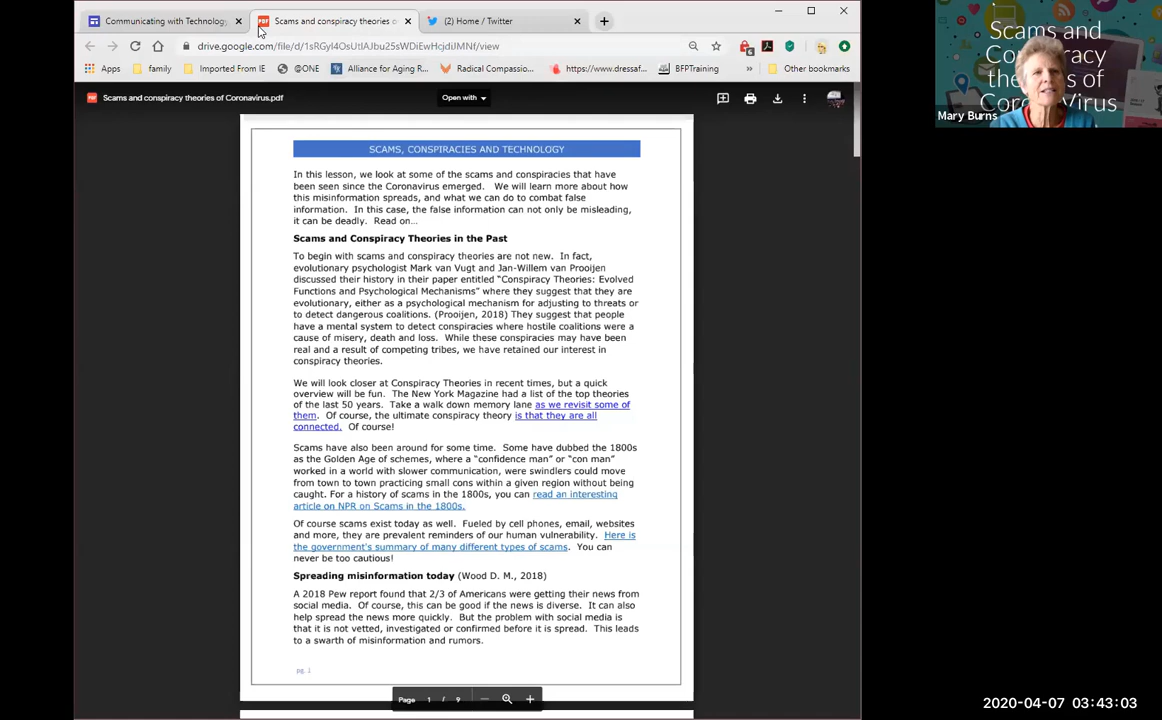 Communicating with Technology
Scams and conspiracy theories o
(2) Home / Twitter
drive.google.com/file/d/1sRGyl4OsUtIAJbu25sWDiEwHcjdiJMNf/view
Apps
family
Imported From IE
@ONE
Alliance for Aging R...
Radical Compassio...
https://www.dressaf...
BFPTraining
»
Other bookmarks
Scams and conspiracy theories of Coronavirus.pdf
Open with
SCAMS, CONSPIRACIES AND TECHNOLOGY
In this lesson, we look at some of the scams and conspiracies that have
been seen since the Coronavirus emerged. We will learn more about how
this misinformation spreads, and what we can do to combat false
information. In this case, the false information can not only be misleading,
it can be deadly. Read on...
Scams and Conspiracy Theories in the Past
To begin with scams and conspiracy theories are not new. In fact,
evolutionary psychologist Mark van Vugt and Jan-Willem van Prooijen
discussed their history in their paper entitled "Conspiracy Theories: Evolved
Functions and Psychological Mechanisms" where they suggest that they are
evolutionary, either as a psychological mechanism for adjusting to threats or
to detect dangerous coalitions. (Prooijen, 2018) They suggest that people
have a mental system to detect conspiracies where hostile coalitions were a
cause of misery, death and loss. While these conspiracies may have been
real and a result of competing tribes, we have retained our interest in
conspiracy theories.
We will look closer at Conspiracy Theories in recent times, but a quick
overview will be fun. The New York Magazine had a list of the top theories
of the last 50 years. Take a walk down memory lane as we revisit some of
them. Of course, the ultimate conspiracy theory is that they are all
connected. Of course!
Scams have also been around for some time. Some have dubbed the 1800s
as the Golden Age of schemes, where a "confidence man" or "con man"
worked in a world with slower communication, were swindlers could move
from town to town practicing small cons within a given region without being
caught. For a history of scams in the 1800s, you can read an interesting
article on NPR on Scams in the 1800s.
Of course scams exist today as well. Fueled by cell phones, email, websites
and more, they are prevalent reminders of our human vulnerability. Here is
the government's summary of many different types of scams. You can
never be too cautious!
Spreading misinformation today (Wood D. M., 2018)
A 2018 Pew report found that 2/3 of Americans were getting their news from
social media. Of course, this can be good if the news is diverse. It can also
help spread the news more quickly. But the problem with social media is
that it is not vetted, investigated or confirmed before it is spread. This leads
to a swarth of misinformation and rumors.
pg. 1
Page 1 / 9
Scams and
the s of
Virus
Mary Burns
2020-04-07 03:43:03